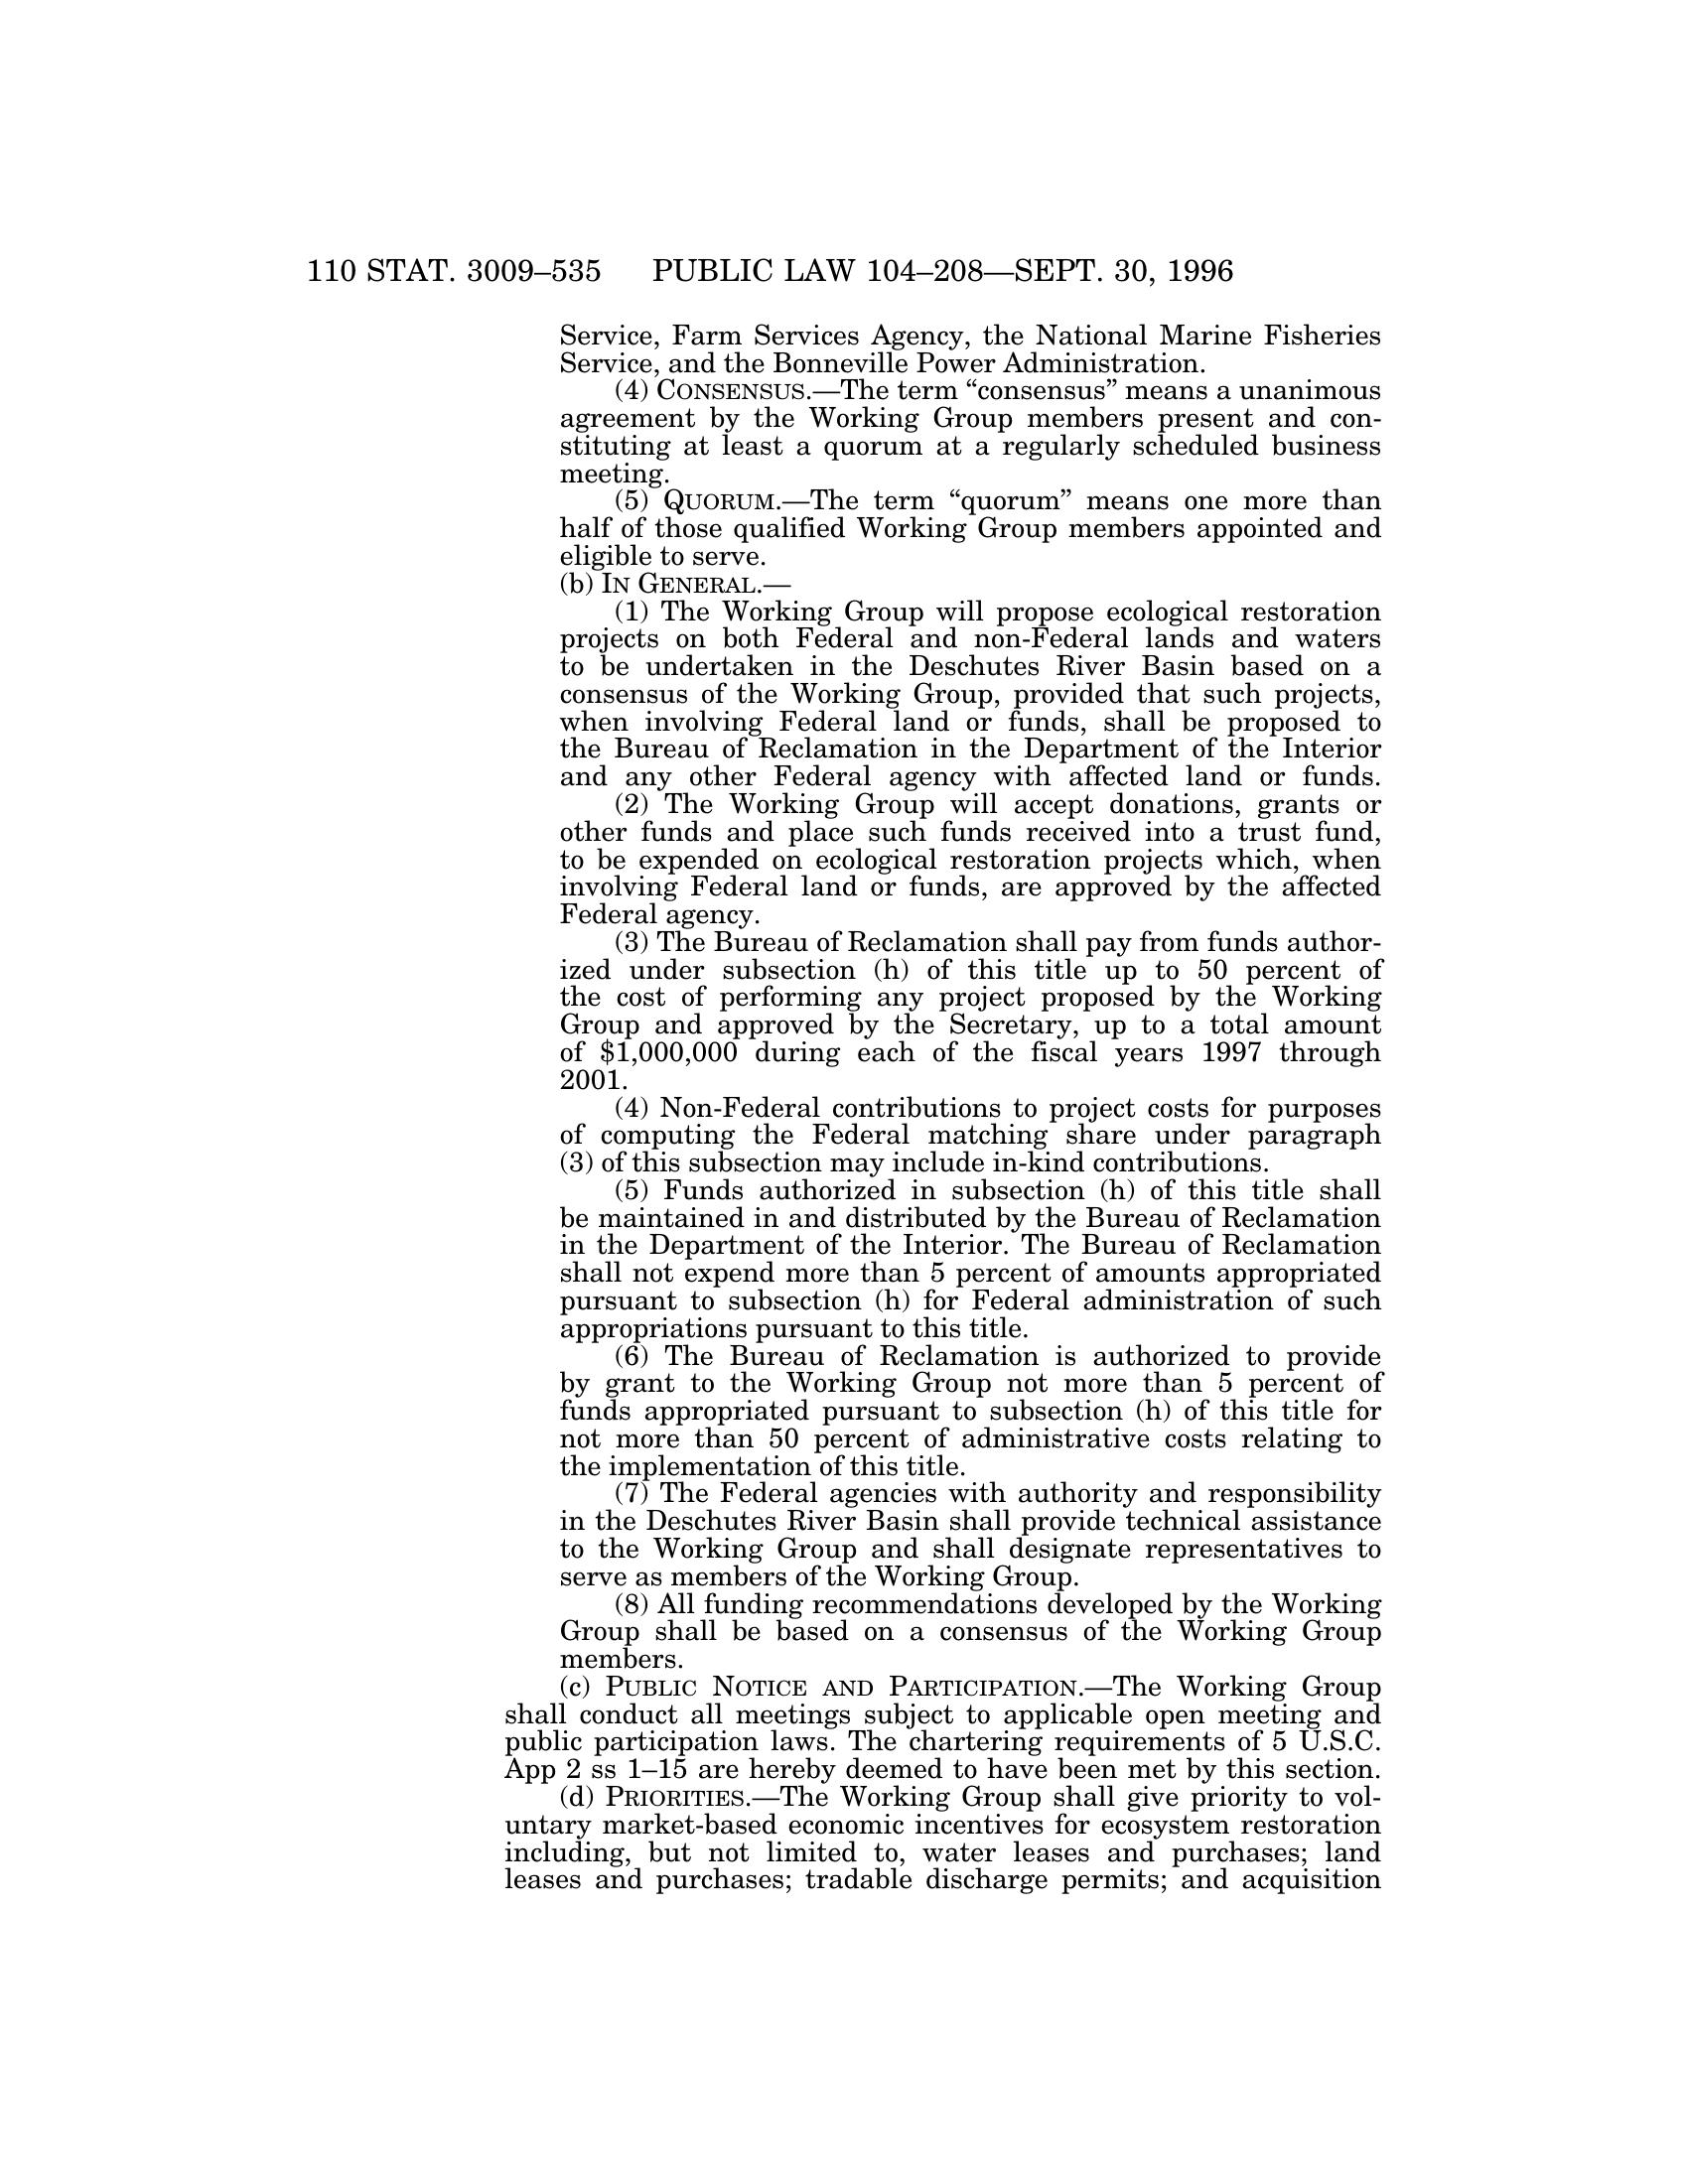 110 STAT. 3009–535 PUBLIC LAW 104–208—SEPT. 30, 1996
Service, Farm Services Agency, the National Marine Fisheries
Service, and the Bonneville Power Administration.
(4) CONSENSUS.—The term “consensus” means a unanimous
agreement by the Working Group members present and con-
stituting at least a quorum at a regularly scheduled business
meeting.
(5) QUORUM.—The term “quorum” means one more than
half of those qualified Working Group members appointed and
eligible to serve.
(b) IN GENERAL.—
(1) The Working Group will propose ecological restoration
projects on both Federal and non-Federal lands and waters
to be undertaken in the Deschutes River Basin based on a
consensus of the Working Group, provided that such projects,
when involving Federal land or funds, shall be proposed to
the Bureau of Reclamation in the Department of the Interior
and any other Federal agency with affected land or funds.
(2) The Working Group will accept donations, grants or
other funds and place such funds received into a trust fund,
to be expended on ecological restoration projects which, when
involving Federal land or funds, are approved by the affected
Federal agency.
(3) The Bureau of Reclamation shall pay from funds author-
ized under subsection (h) of this title up to 50 percent of
the cost of performing any project proposed by the Working
Group and approved by the Secretary, up to a total amount
of $1,000,000 during each of the fiscal years 1997 through
2001.
(4) Non-Federal contributions to project costs for purposes
of computing the Federal matching share under paragraph
(3) of this subsection may include in-kind contributions.
(5) Funds authorized in subsection (h) of this title shall
be maintained in and distributed by the Bureau of Reclamation
in the Department of the Interior. The Bureau of Reclamation
shall not expend more than 5 percent of amounts appropriated
pursuant to subsection (h) for Federal administration of such
appropriations pursuant to this title.
(6) The Bureau of Reclamation is authorized to provide
by grant to the Working Group not more than 5 percent of
funds appropriated pursuant to subsection (h) of this title for
not more than 50 percent of administrative costs relating to
the implementation of this title.
(7) The Federal agencies with authority and responsibility
in the Deschutes River Basin shall provide technical assistance
to the Working Group and shall designate representatives to
serve as members of the Working Group.
(8) All funding recommendations developed by the Working
Group shall be based on a consensus of the Working Group
members.
(c) PUBLIC NOTICE AND PARTICIPATION.—The Working Group
shall conduct all meetings subject to applicable open meeting and
public participation laws. The chartering requirements of 5 U.S.C.
App 2 ss 1–15 are hereby deemed to have been met by this section.
(d) PRIORITIES.—The Working Group shall give priority to vol-
untary market-based economic incentives for ecosystem restoration
including, but not limited to, water leases and purchases; land
leases and purchases; tradable discharge permits; and acquisition